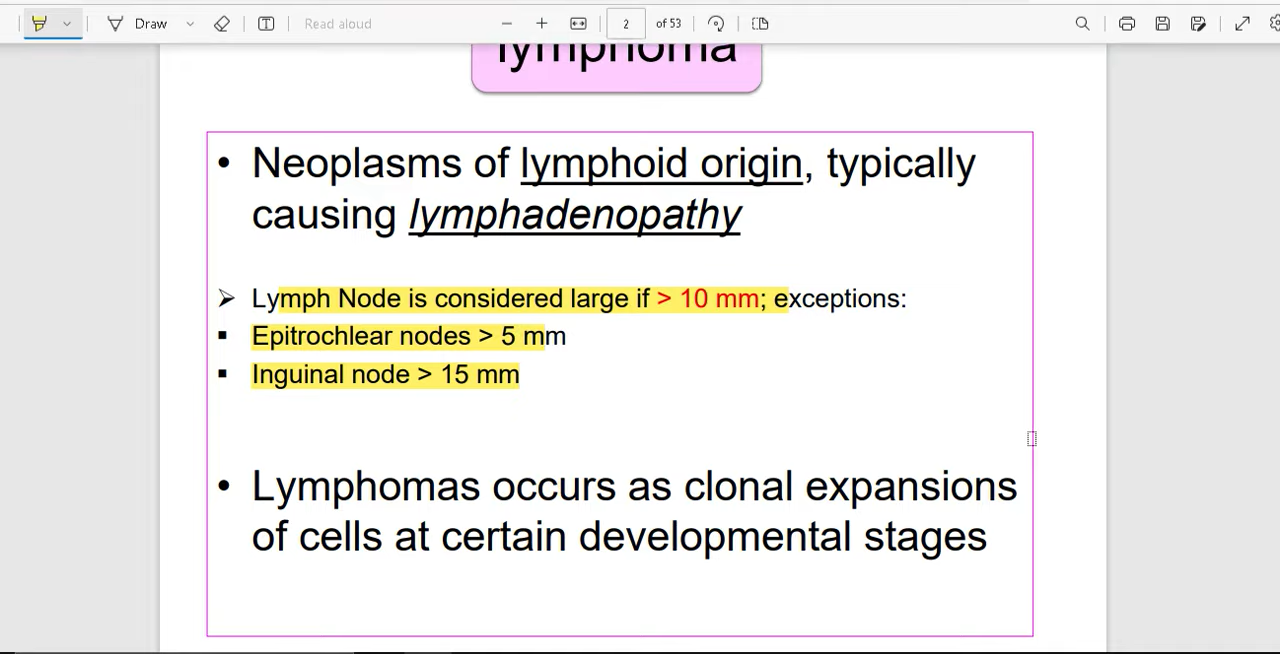 Draw
Read aloud
2
of 53
lymphoma
• Neoplasms of lymphoid origin, typically
causing lymphadenopathy
➢ Lymph Node is considered large if > 10 mm; exceptions:
▪ Epitrochlear nodes > 5 mm
▪ Inguinal node > 15 mm
• Lymphomas occurs as clonal expansions
of cells at certain developmental stages